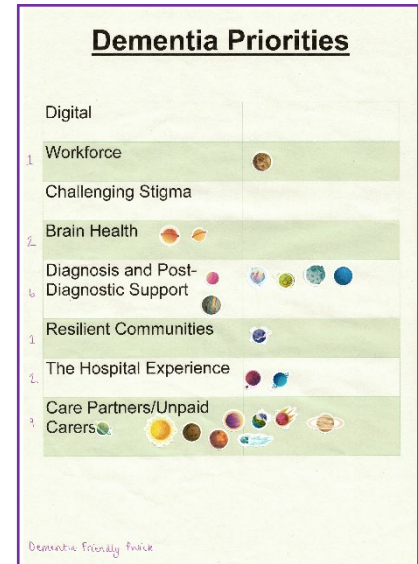 Dementia Priorities
Digital
1 Workforce
Challenging Stigma
2 Brain Health
Diagnosis and Post-
6 Diagnostic Support
1 Resilient Communities
2. The Hospital Experience
Care Partners/Unpaid
9 Carers
Dementia Friendly